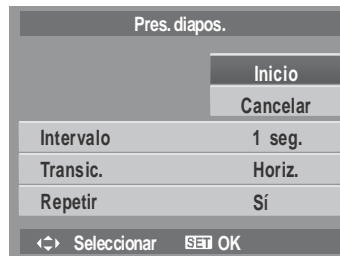 Pres. diapos.
Inicio
Cancelar
Intervalo 1 seg.
Transic. Horiz.
Repetir Sí
Seleccionar SET OK